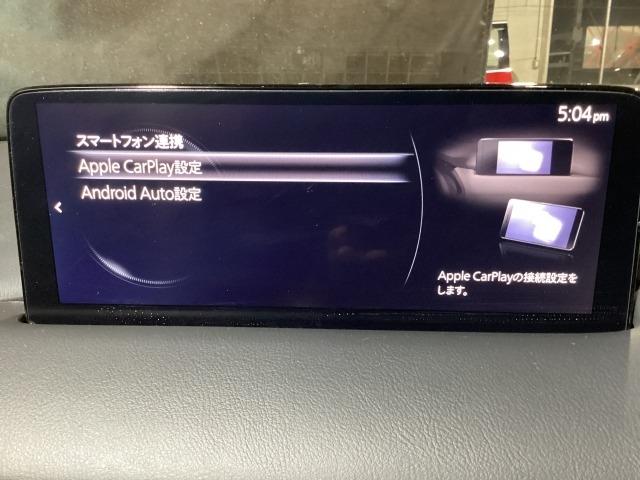 5:04pm
スマートフォン連携
Apple CarPlay設定
Android Auto設定
Apple CarPlayの接続設定を
します。